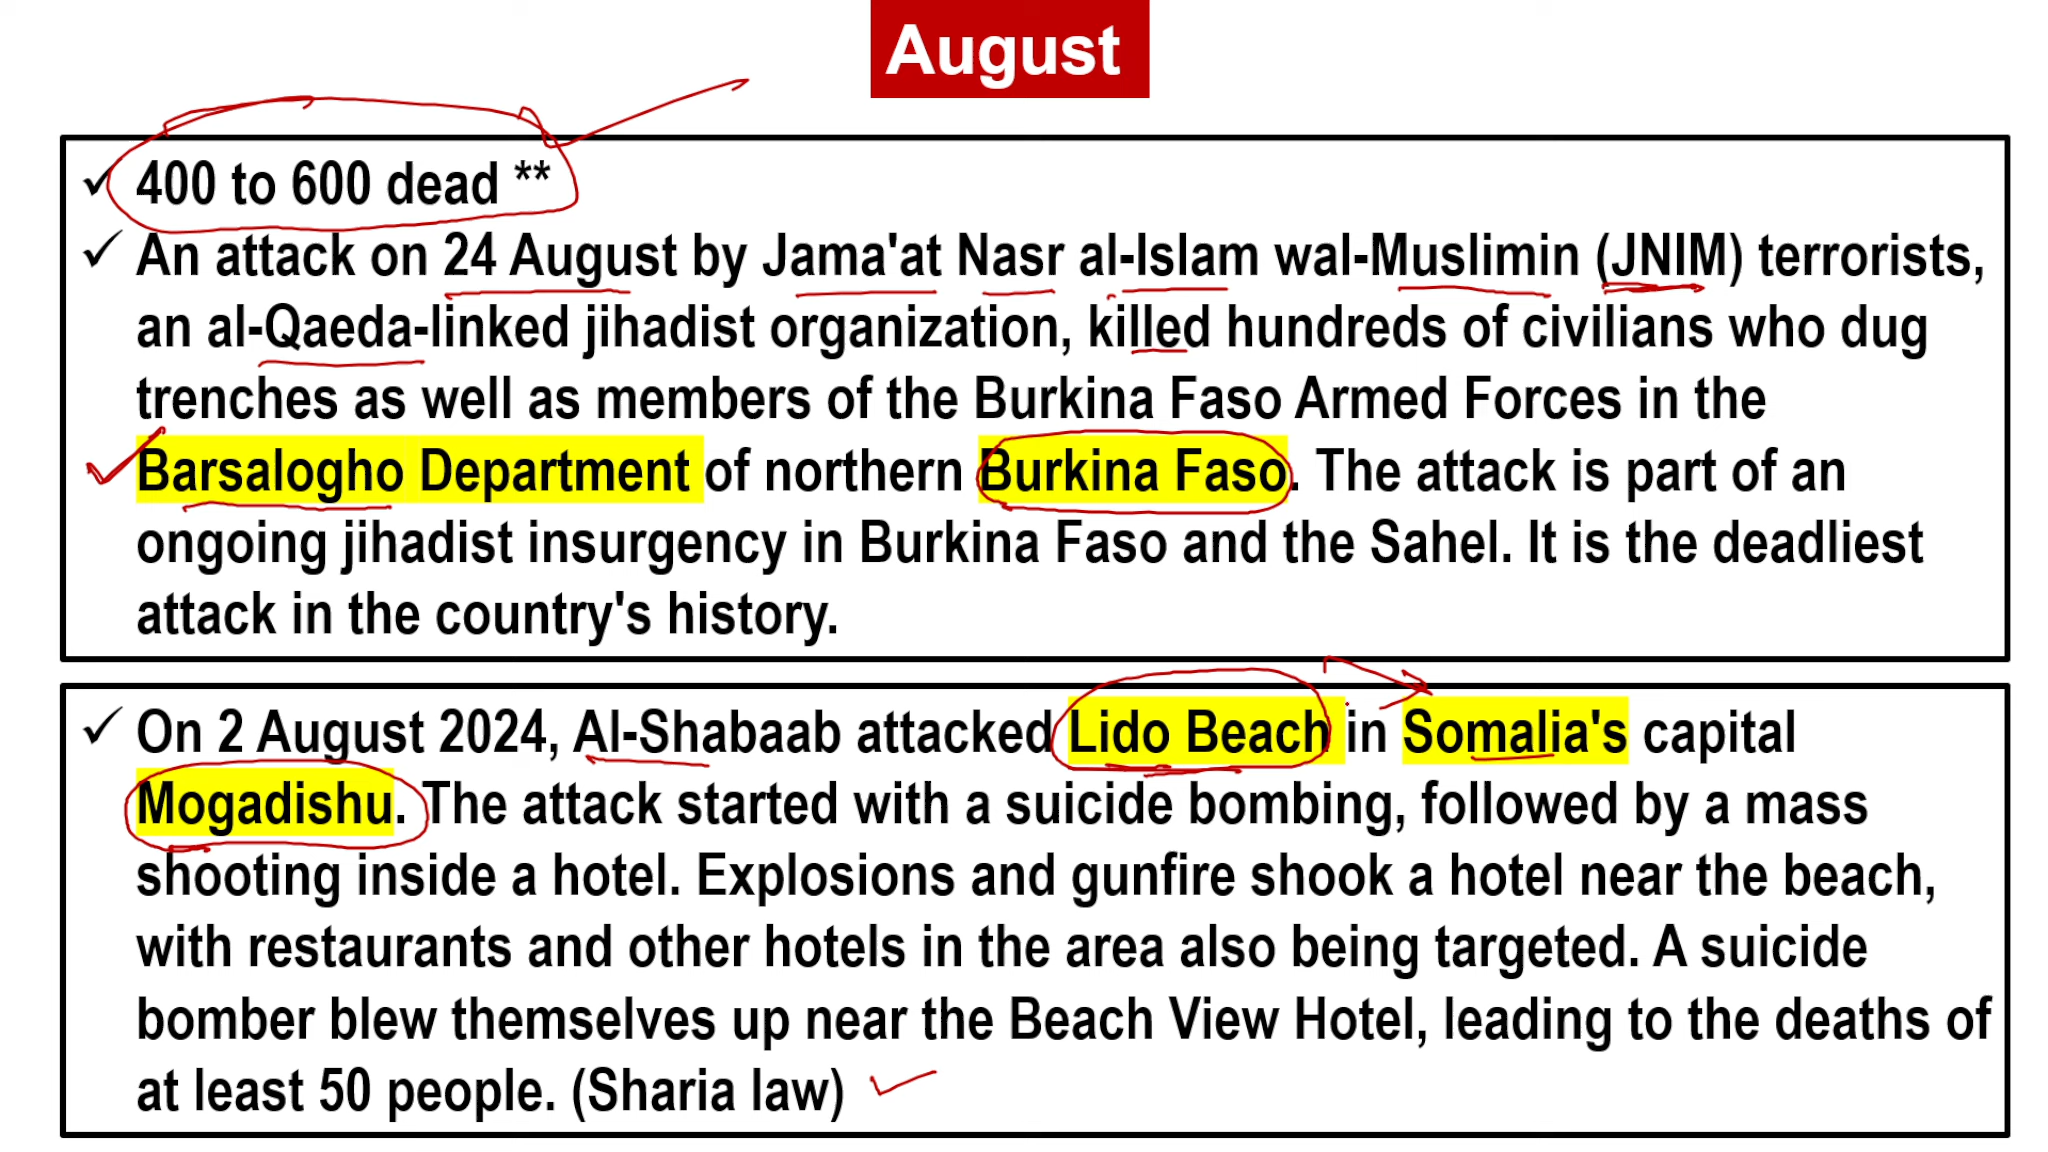 August
✓ 400 to 600 dead **
✓ An attack on 24 August by Jama'at Nasr al-Islam wal-Muslimin (JNIM) terrorists,
an al-Qaeda-linked jihadist organization, killed hundreds of civilians who dug
trenches as well as members of the Burkina Faso Armed Forces in the
Barsalogho Department of northern Burkina Faso. The attack is part of an
ongoing jihadist insurgency in Burkina Faso and the Sahel. It is the deadliest
attack in the country's history.
✓ On 2 August 2024, Al-Shabaab attacked Lido Beach in Somalia's capital
Mogadishu. The attack started with a suicide bombing, followed by a mass
shooting inside a hotel. Explosions and gunfire shook a hotel near the beach,
with restaurants and other hotels in the area also being targeted. A suicide
bomber blew themselves up near the Beach View Hotel, leading to the deaths of
at least 50 people. (Sharia law)